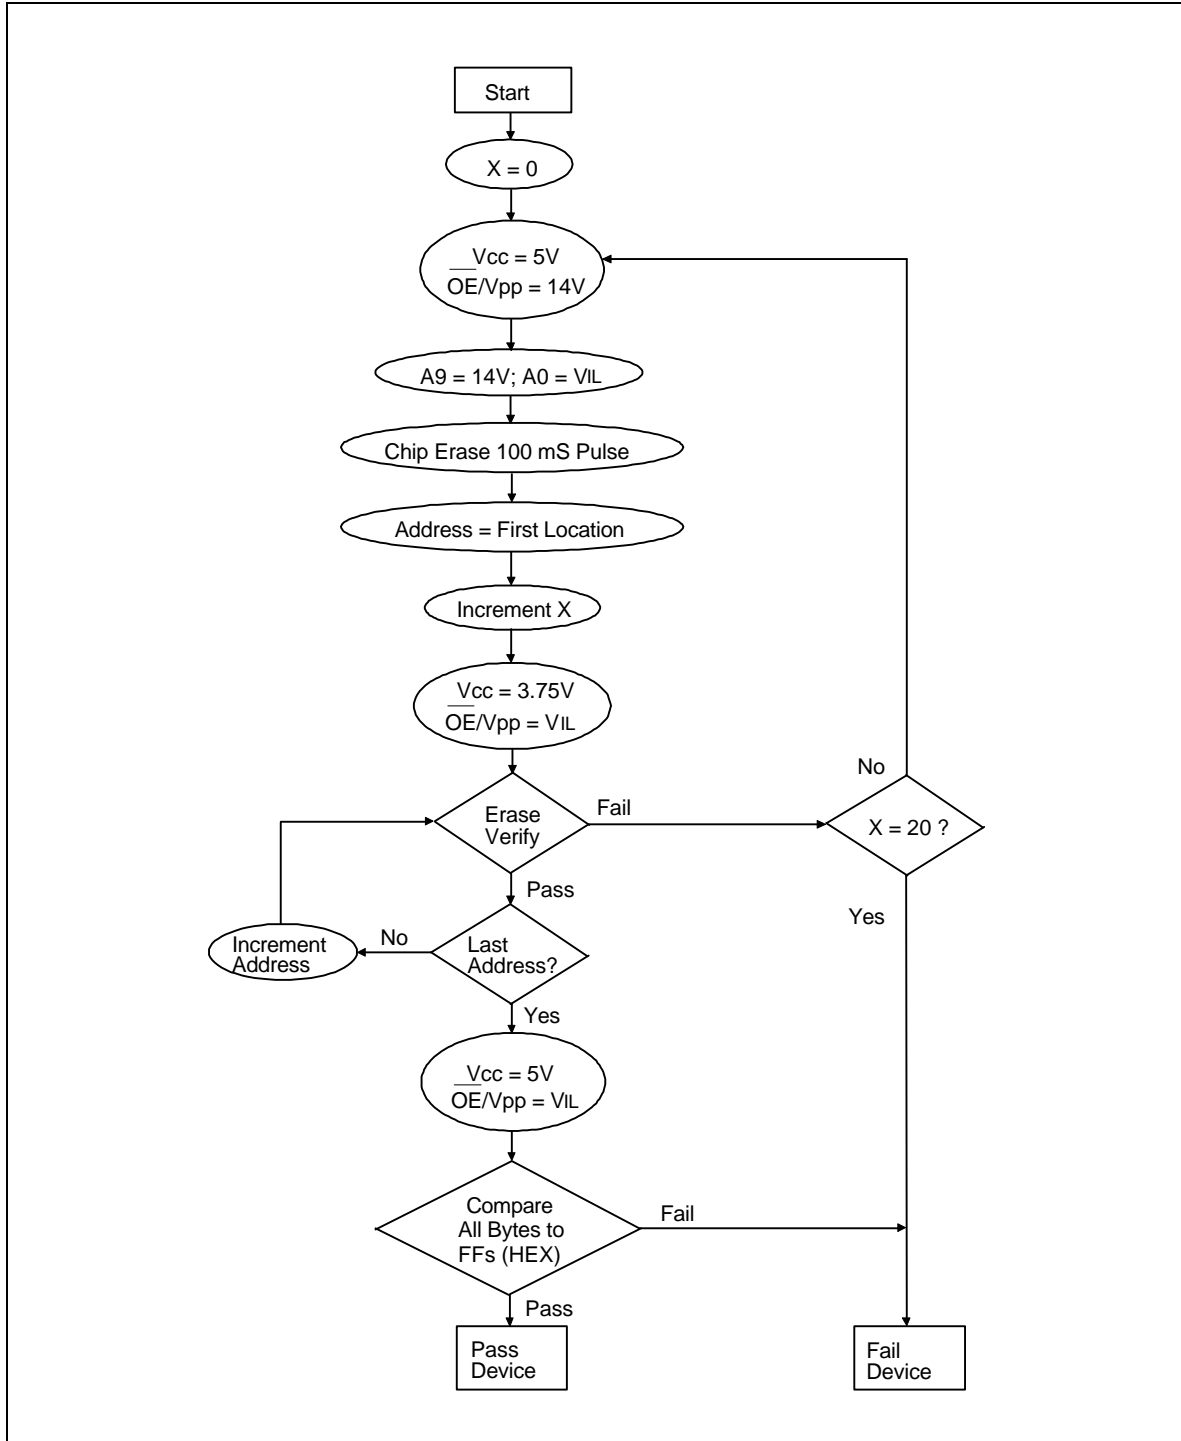 Start
X = 0
Vcc = 5V
OE/Vpp = 14V
A9 = 14V; A0 = VIL
Chip Erase 100 mS Pulse
Address = First Location
Increment X
Vcc = 3.75V
OE/Vpp = VIL
Erase
Verify
Fail
No
X = 20 ?
Pass
Yes
Increment
Address
No
Last
Address?
Yes
Vcc = 5V
OE/Vpp = VIL
Compare
All Bytes to
FFs (HEX)
Fail
Pass
Pass
Device
Fail
Device